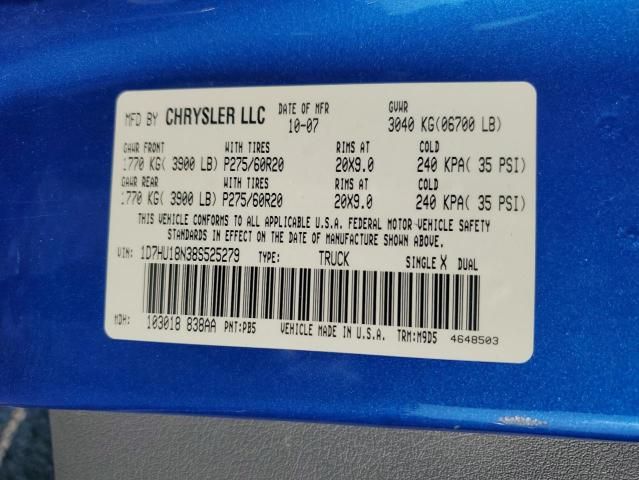 MFD BY CHRYSLER LLC DATE OF MFR 10-07 GVWR 3040 KG(06700 LB)
GAWR FRONT WITH TIRES RIMS AT COLD
1770 KG( 3900 LB) P275/60R20 20X9.0 240 KPA( 35 PSI)
GAWR REAR WITH TIRES RIMS AT COLD
1770 KG( 3900 LB) P275/60R20 20X9.0 240 KPA( 35 PSI)
THIS VEHICLE CONFORMS TO ALL APPLICABLE U.S.A. FEDERAL MOTOR VEHICLE SAFETY
STANDARDS IN EFFECT ON THE DATE OF MANUFACTURE SHOWN ABOVE.
VIN: 1D7HU18N38S525279 TYPE: TRUCK SINGLE X DUAL
MDH: 103018 838AA PNT:PB5 VEHICLE MADE IN U.S.A. TRM:M9D5 4648503